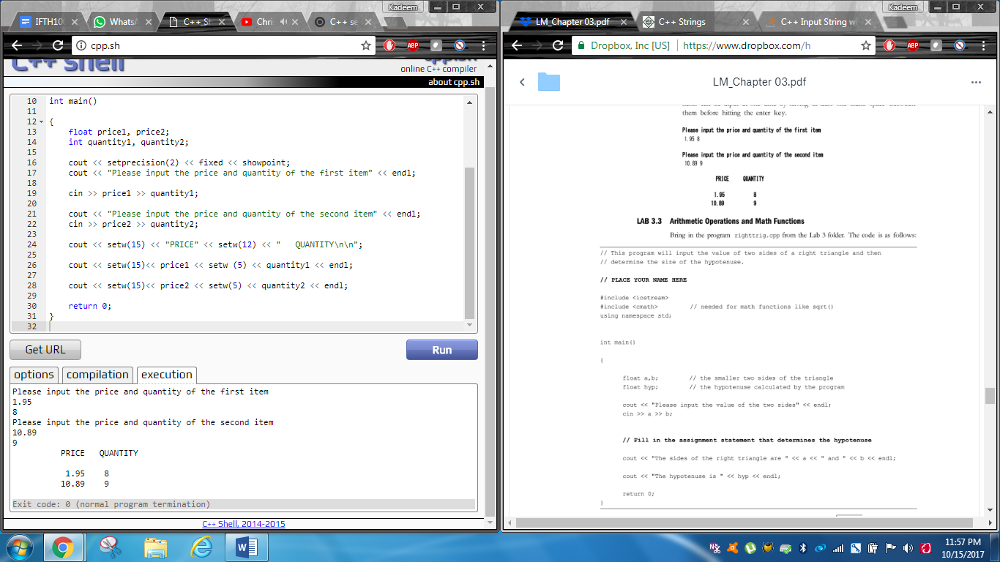 Kadeem
IFTH10
WhatsA
C++ S
Chri
C++ se
cpp.sh
ABP
C++ Shell
online C++ compiler
about cpp.sh
10 int main()
11
12 {
13 float price1, price2;
14 int quantity1, quantity2;
15
16 cout << setprecision(2) << fixed << showpoint;
17 cout << "Please input the price and quantity of the first item" << endl;
18
19 cin >> price1 >> quantity1;
20
21 cout << "Please input the price and quantity of the second item" << endl;
22 cin >> price2 >> quantity2;
23
24 cout << setw(15) << "PRICE" << setw(12) << "   QUANTITY\n\n";
25
26 cout << setw(15)<< price1 << setw (5) << quantity1 << endl;
27
28 cout << setw(15)<< price2 << setw(5) << quantity2 << endl;
29
30 return 0;
31 }
32
Get URL
Run
options
compilation
execution
Please input the price and quantity of the first item
1.95
8
Please input the price and quantity of the second item
10.89
9
PRICE QUANTITY
1.95 8
10.89 9
Exit code: 0 (normal program termination)
C++ Shell, 2014-2015
Kadeem
LM_Chapter 03.pdf
C++ Strings
C++ Input String w
Dropbox, Inc [US]
https://www.dropbox.com/h
ABP
LM_Chapter 03.pdf
them before hitting the enter key.
Please input the price and quantity of the first item
1.95 8
Please input the price and quantity of the second item
10.89 9
PRICE QUANTITY
1.95 8
10.89 9
LAB 3.3 Arithmetic Operations and Math Functions
Bring in the program righttrig.cpp from the Lab 3 folder. The code is as follows:
// This program will input the value of two sides of a right triangle and then
// determine the size of the hypotenuse.
// PLACE YOUR NAME HERE
#include <iostream>
#include <cmath> // needed for math functions like sqrt()
using namespace std;
int main()
{
float a,b; // the smaller two sides of the triangle
float hyp; // the hypotenuse calculated by the program
cout << "Please input the value of the two sides" << endl;
cin >> a >> b;
// Fill in the assignment statement that determines the hypotenuse
cout << "The sides of the right triangle are " << a << " and " << b << endl;
cout << "The hypotenuse is " << hyp << endl;
return 0;
}
11:57 PM
10/15/2017